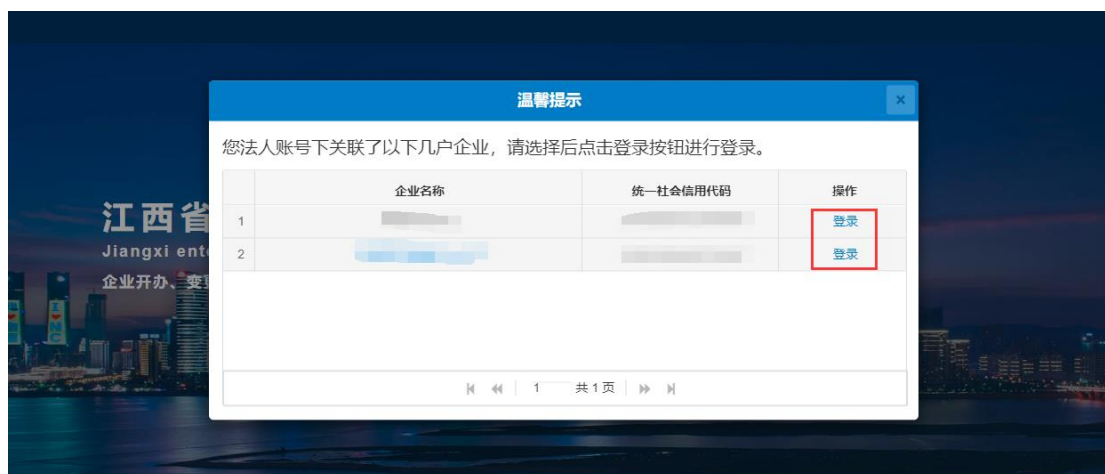 温馨提示
×
您法人账号下关联了以下几户企业，请选择后点击登录按钮进行登录。
企业名称 统一社会信用代码 操作
1 登录
2 登录
江西省
Jiangxi ent
企业开办、变
I ♥ NC
1 共 1 页